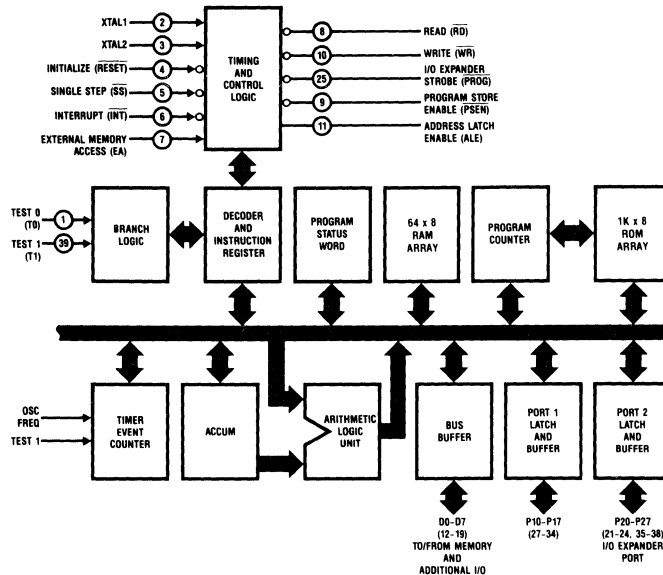 XTAL1 2
XTAL2 3
INITIALIZE (RESET) 4
SINGLE STEP (SS) 5
INTERRUPT (INT) 6
EXTERNAL MEMORY
ACCESS (EA) 7
TIMING
AND
CONTROL
LOGIC
8 READ (RD)
10 WRITE (WR)
25 I/O EXPANDER
STROBE (PROG)
9 PROGRAM STORE
ENABLE (PSEN)
11 ADDRESS LATCH
ENABLE (ALE)
TEST 0
(T0) 1
TEST 1
(T1) 39
BRANCH
LOGIC
DECODER
AND
INSTRUCTION
REGISTER
PROGRAM
STATUS
WORD
64 x 8
RAM
ARRAY
PROGRAM
COUNTER
1K x 8
ROM
ARRAY
OSC
FREQ
TEST 1
TIMER
EVENT
COUNTER
ACCUM
ARITHMETIC
LOGIC
UNIT
BUS
BUFFER
PORT 1
LATCH
AND
BUFFER
PORT 2
LATCH
AND
BUFFER
D0-D7
(12-19)
TO/FROM MEMORY
AND
ADDITIONAL I/O
P10-P17
(27-34)
P20-P27
(21-24, 35-38)
I/O EXPANDER
PORT